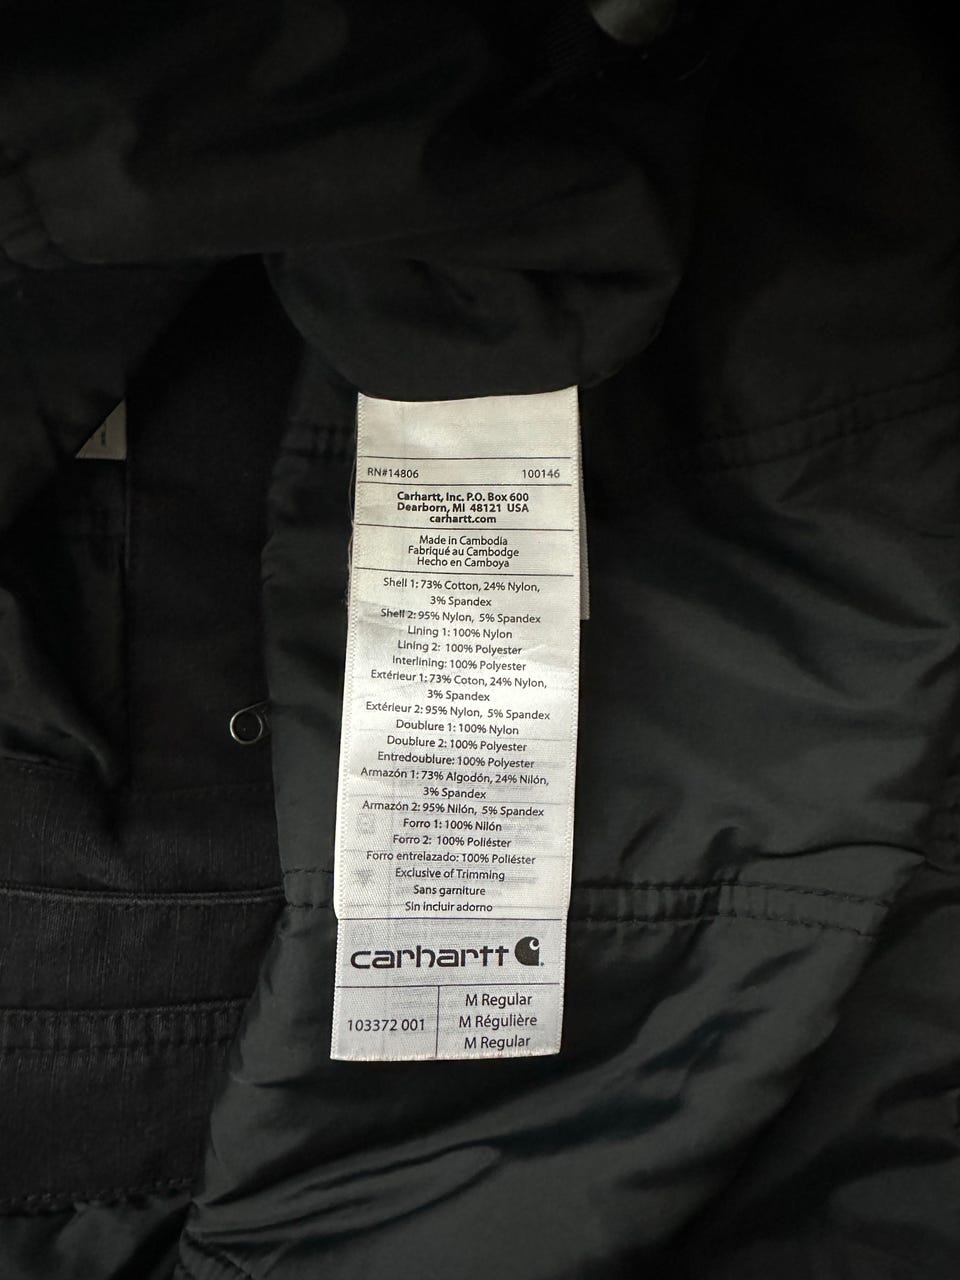 RN#14806 100146
Carhartt, Inc. P.O. Box 600
Dearborn, MI 48121 USA
carhartt.com
Made in Cambodia
Fabriqué au Cambodge
Hecho en Camboya
Shell 1: 73% Cotton, 24% Nylon,
3% Spandex
Shell 2: 95% Nylon, 5% Spandex
Lining 1: 100% Nylon
Lining 2: 100% Polyester
Interlining: 100% Polyester
Extérieur 1: 73% Coton, 24% Nylon,
3% Spandex
Extérieur 2: 95% Nylon, 5% Spandex
Doublure 1: 100% Nylon
Doublure 2: 100% Polyester
Entredoublure: 100% Polyester
Armazón 1: 73% Algodón, 24% Nilón,
3% Spandex
Armazón 2: 95% Nilón, 5% Spandex
Forro 1: 100% Nilón
Forro 2: 100% Poliéster
Forro entrelazado: 100% Poliéster
Exclusive of Trimming
Sans garniture
Sin incluir adorno
carhartt
103372 001
M Regular
M Régulière
M Regular